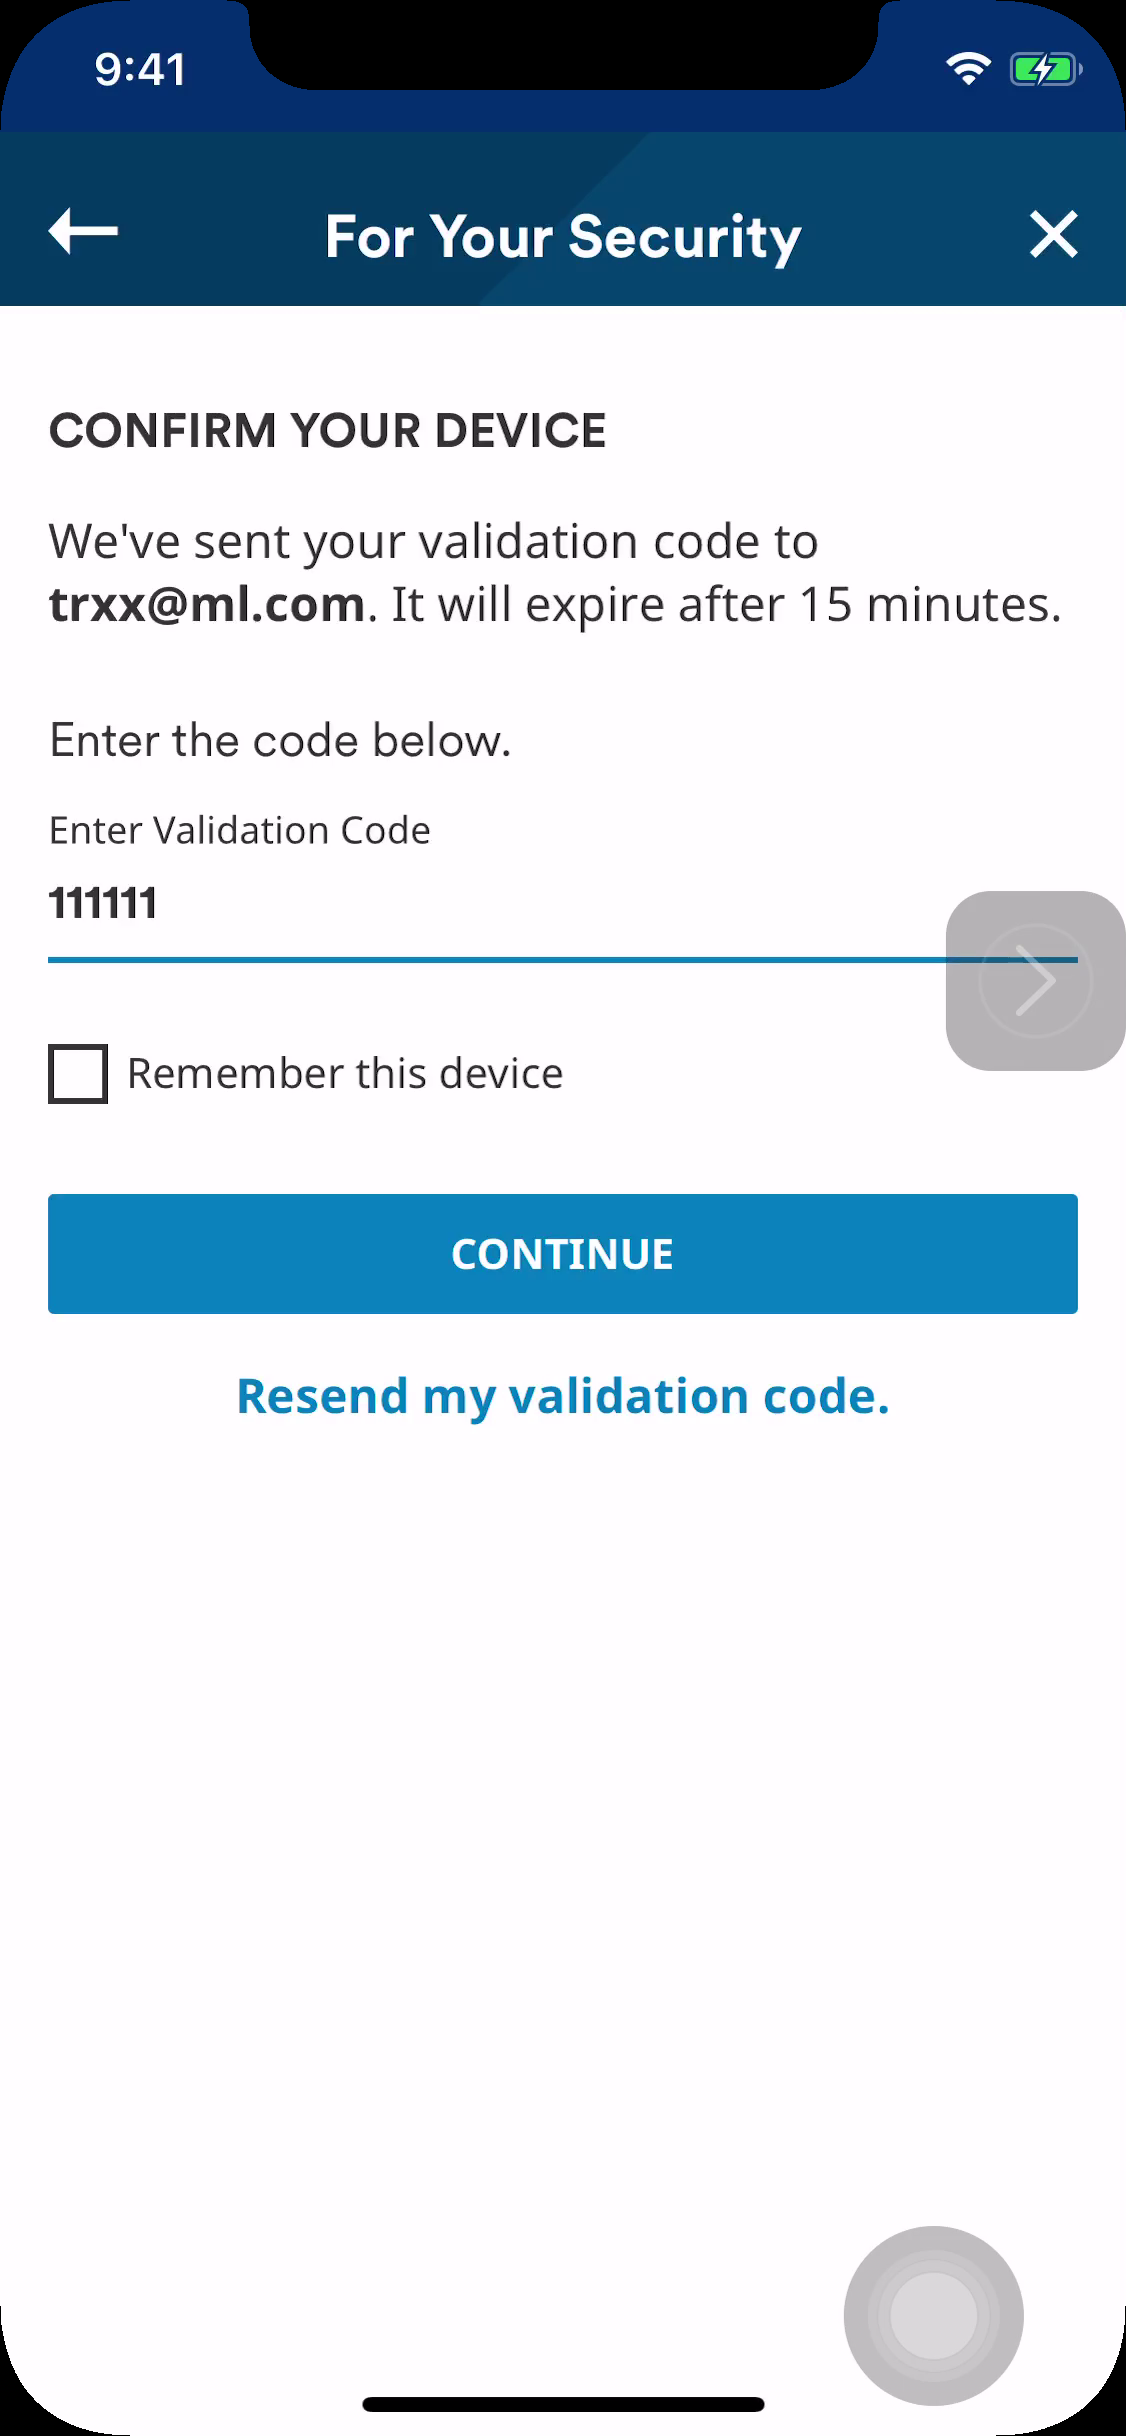 9:41
For Your Security
CONFIRM YOUR DEVICE
We've sent your validation code to
trxx@ml.com. It will expire after 15 minutes.
Enter the code below.
Enter Validation Code
111111
Remember this device
CONTINUE
Resend my validation code.